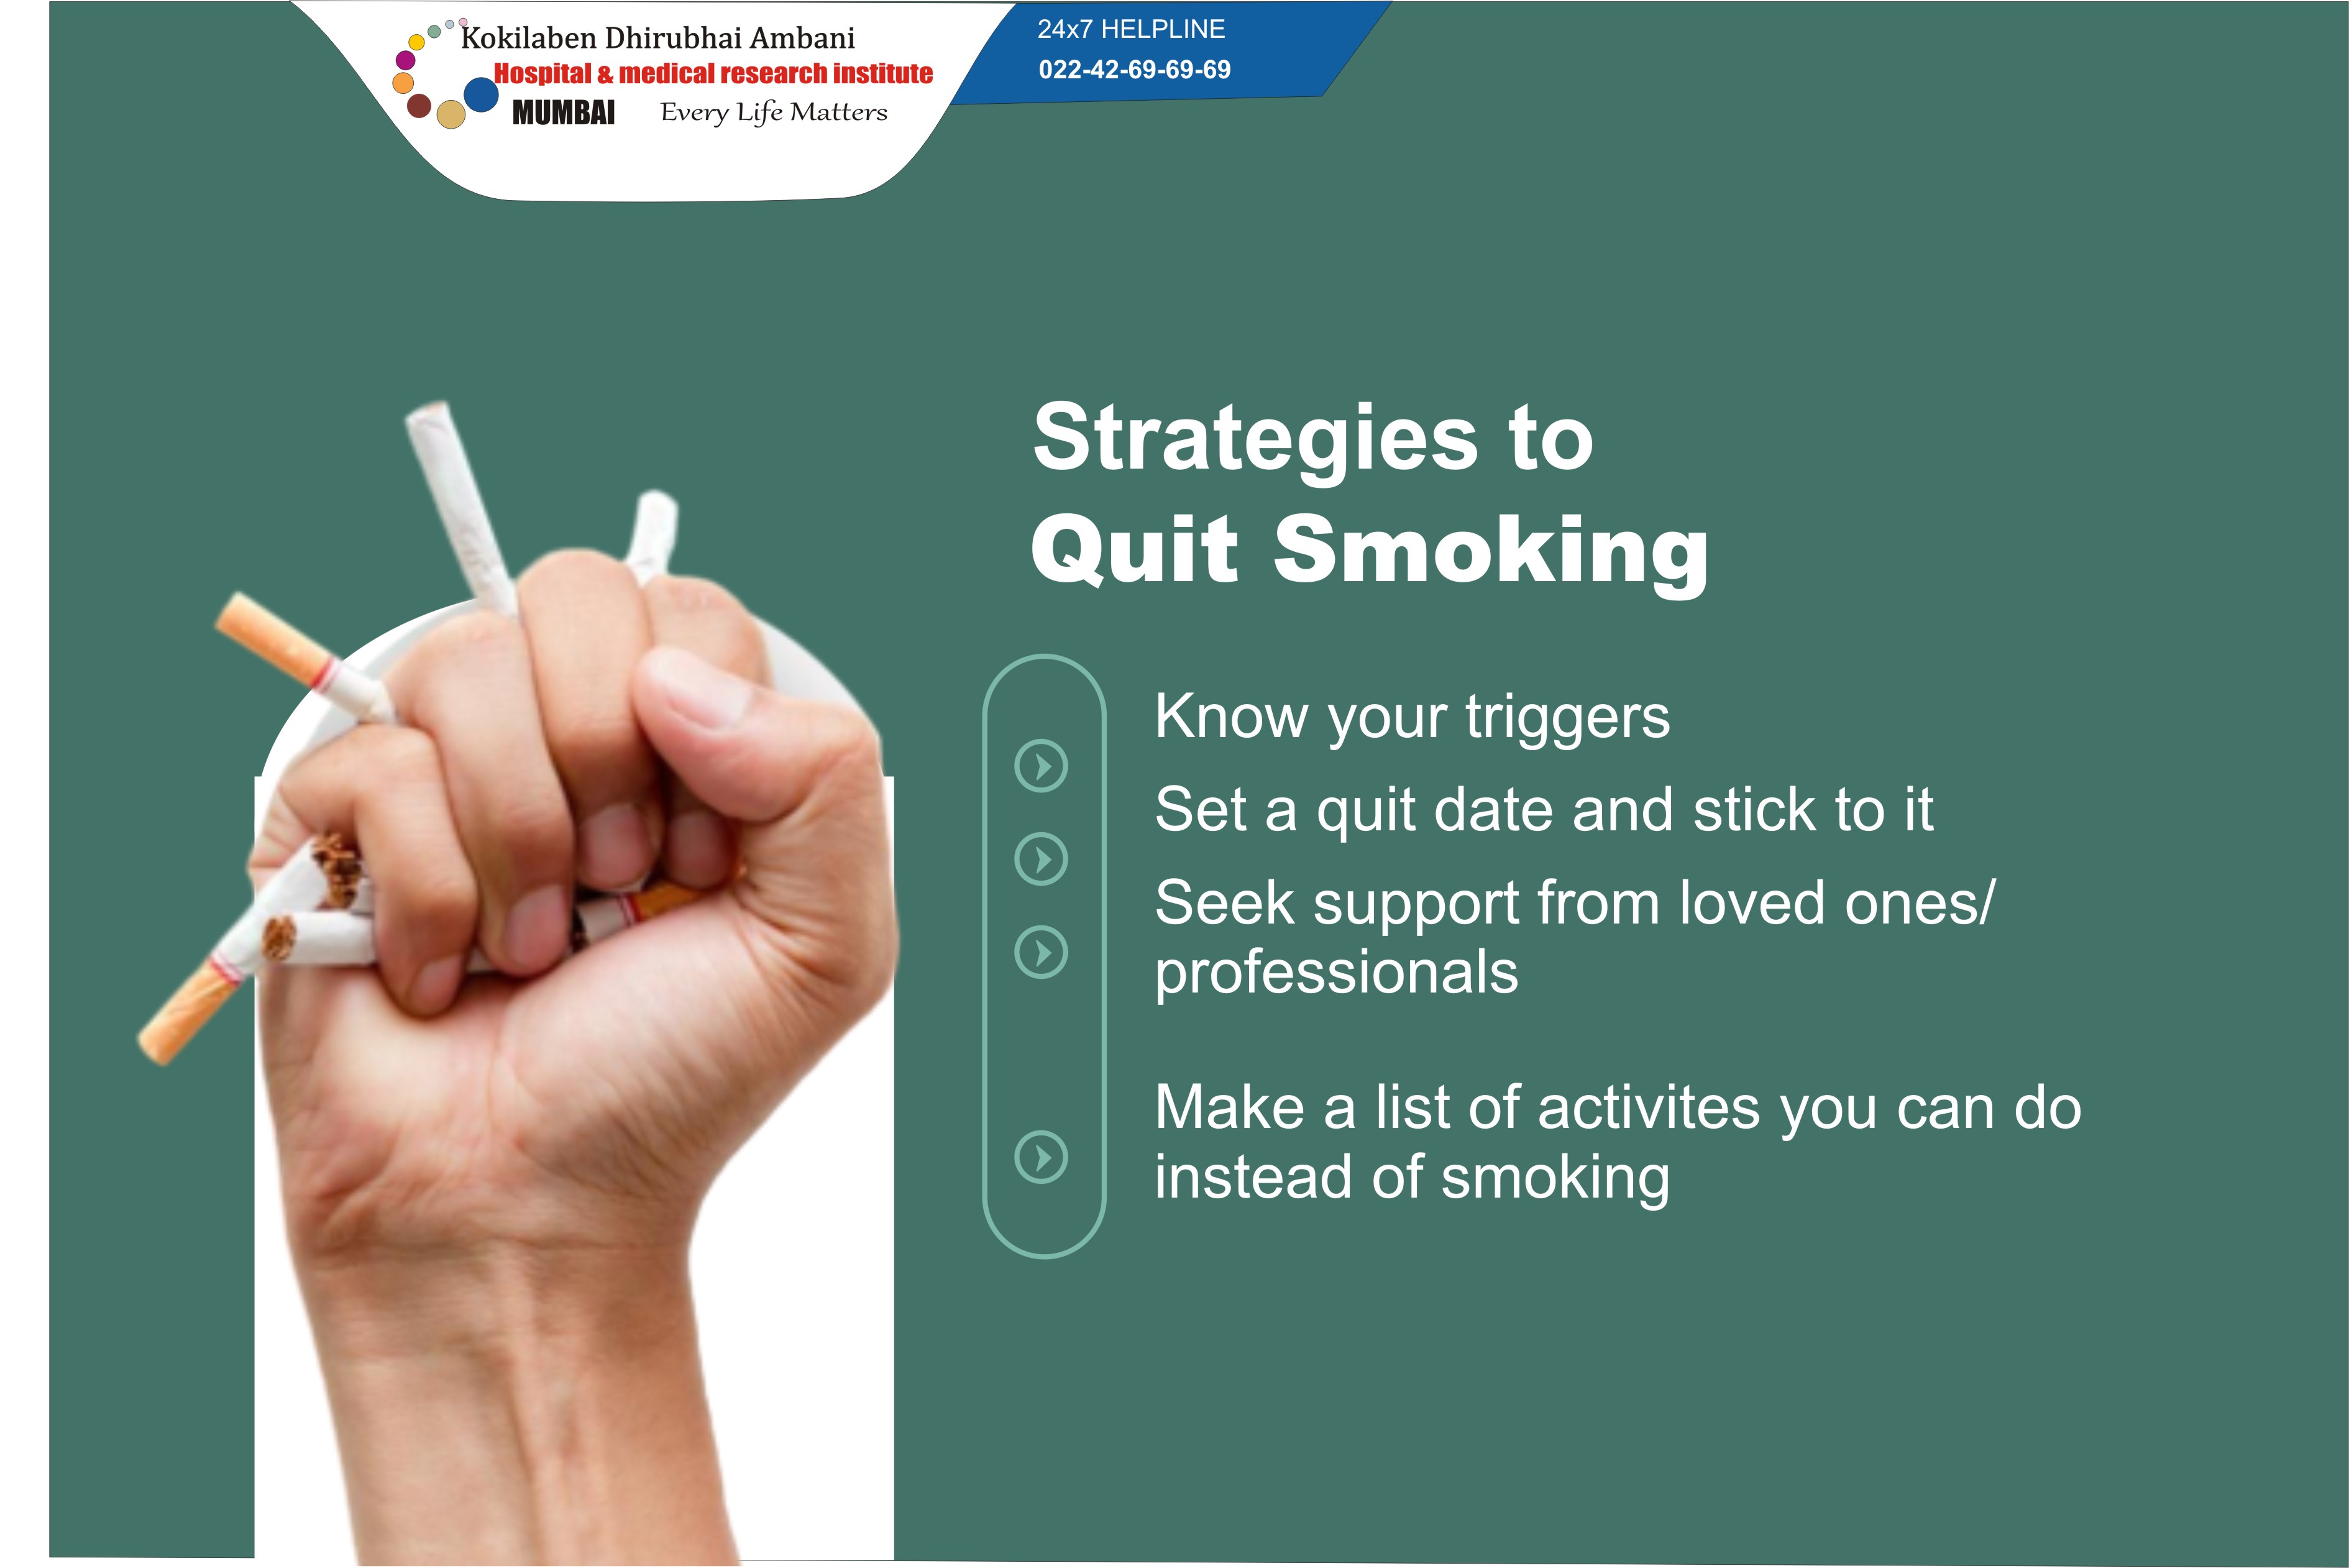 Kokilaben Dhirubhai Ambani
Hospital & medical research institute
MUMBAI Every Life Matters
24x7 HELPLINE
022-42-69-69-69
Strategies to
Quit Smoking
Know your triggers
Set a quit date and stick to it
Seek support from loved ones/
professionals
Make a list of activites you can do
instead of smoking